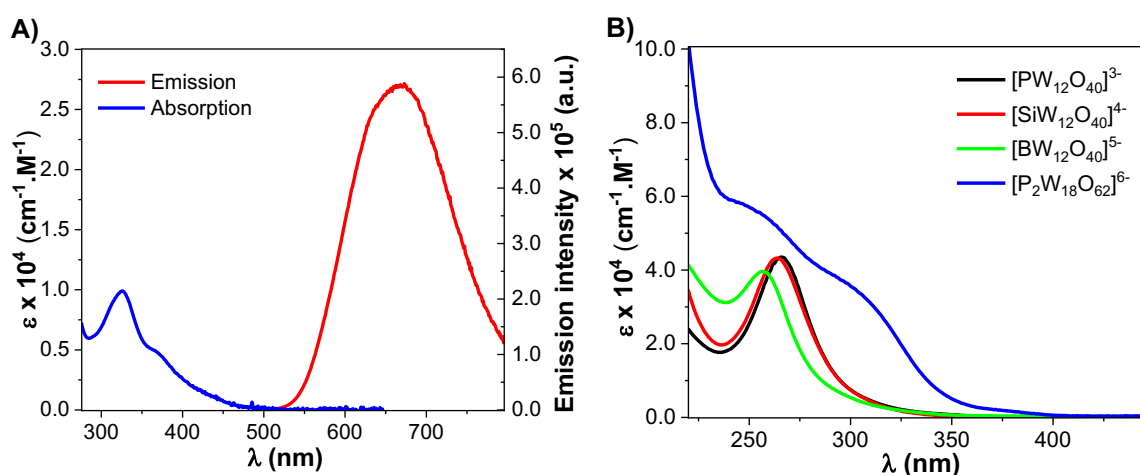 A)
3.0
2.5
2.0
1.5
1.0
0.5
0.0
ε x 10⁴ (cm⁻¹.M⁻¹)
Emission
Absorption
6.0
5.0
4.0
3.0
2.0
1.0
0.0
Emission intensity x 10⁵ (a.u.)
300 400 500 600 700
λ (nm)
B)
10.0
8.0
6.0
4.0
2.0
0.0
ε x 10⁴ (cm⁻¹.M⁻¹)
[PW₁₂O₄₀]³⁻
[SiW₁₂O₄₀]⁴⁻
[BW₁₂O₄₀]⁵⁻
[P₂W₁₈O₆₂]⁶⁻
250 300 350 400
λ (nm)